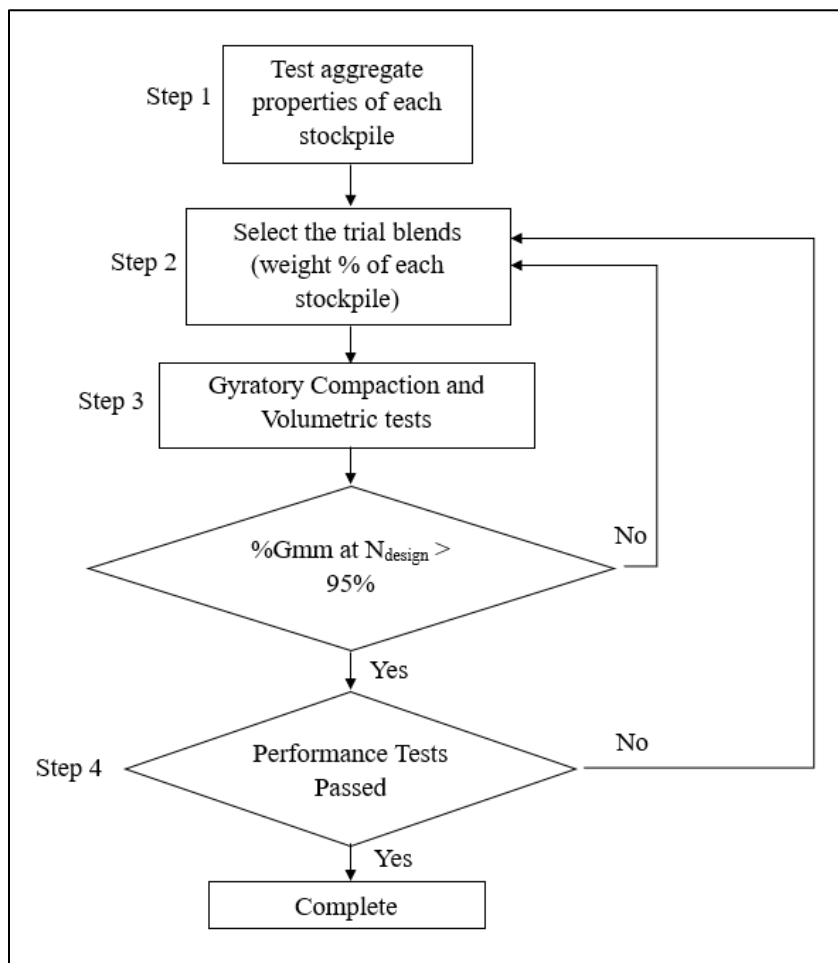 Step 1
Test aggregate
properties of each
stockpile
Step 2
Select the trial blends
(weight % of each
stockpile)
Step 3
Gyratory Compaction and
Volumetric tests
%Gmm at Ndesign >
95%
No
Yes
Step 4
Performance Tests
Passed
No
Yes
Complete